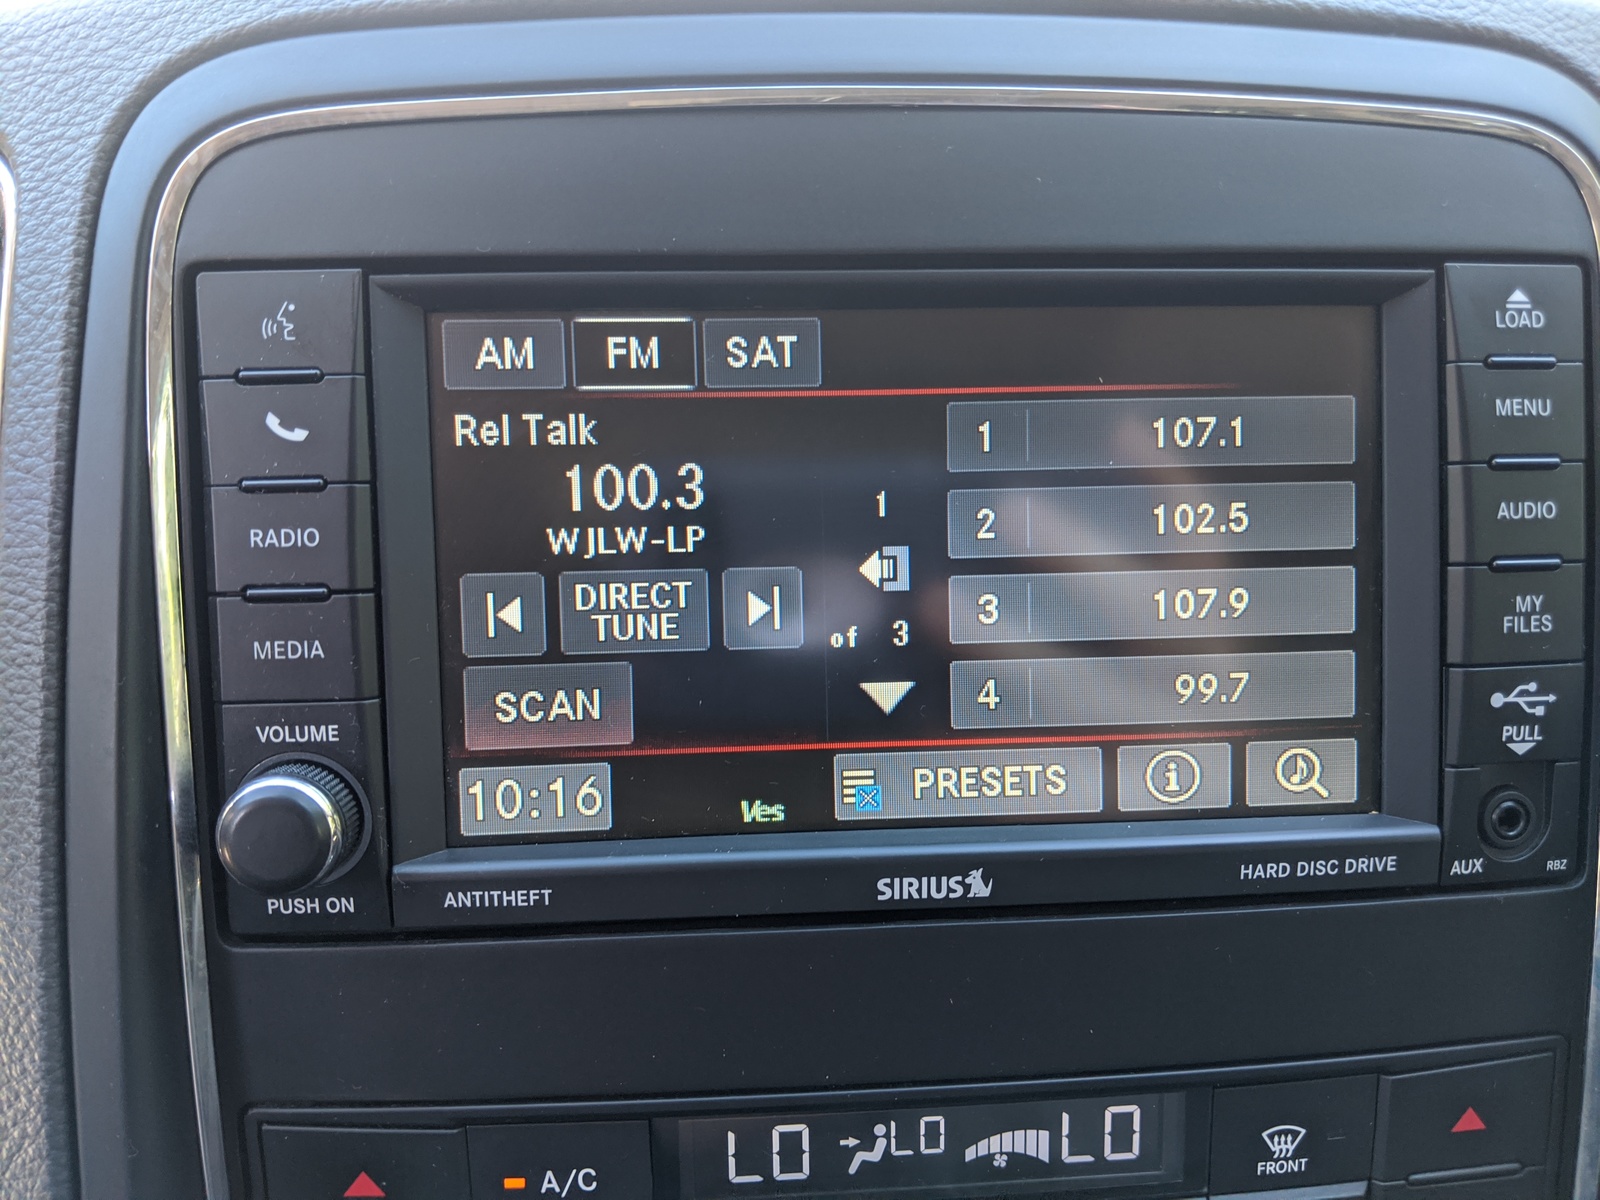 AM FM SAT
Rel Talk
100.3
WJLW-LP
DIRECT
TUNE
SCAN
1
of 3
1 107.1
2 102.5
3 107.9
4 99.7
10:16
Ves
PRESETS
i
RADIO
MEDIA
VOLUME
PUSH ON
LOAD
MENU
AUDIO
MY
FILES
PULL
AUX
RBZ
ANTITHEFT
SIRIUS
HARD DISC DRIVE
A/C
LO LO LO
FRONT